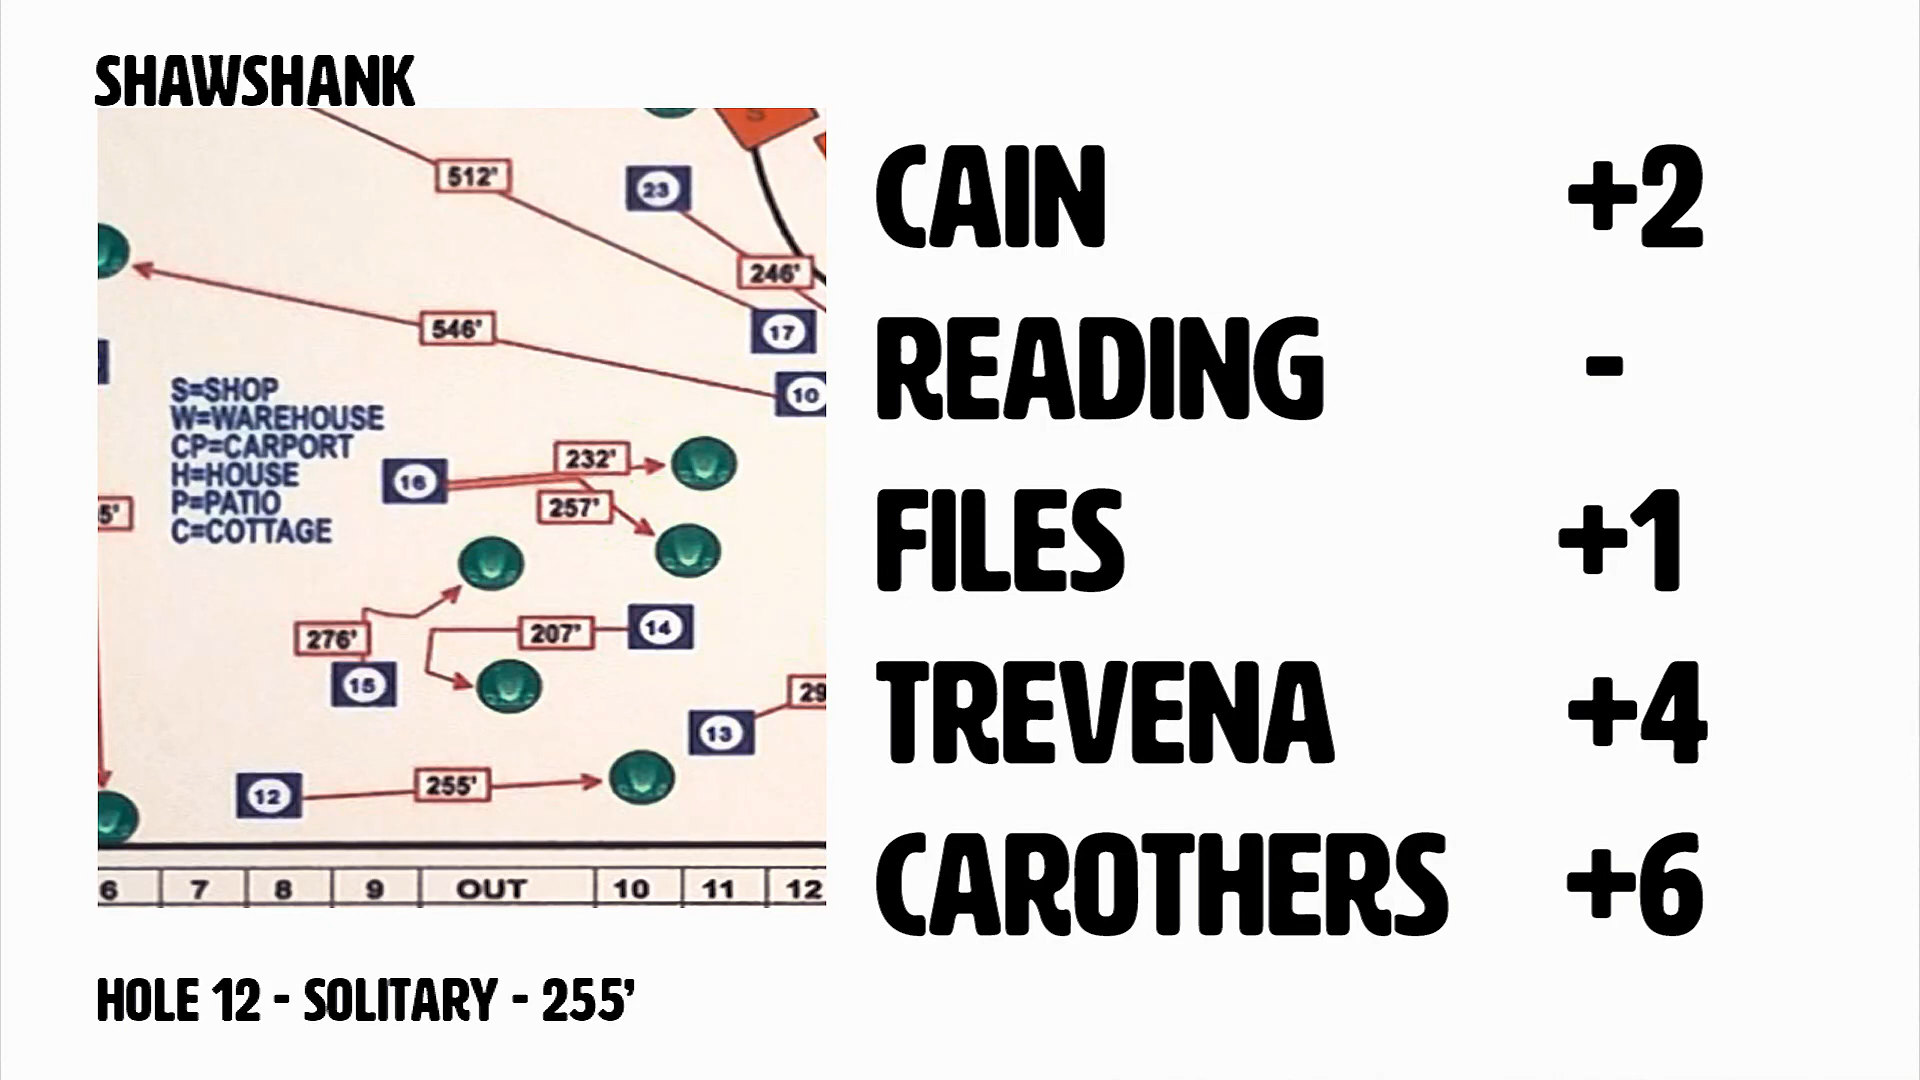 SHAWSHANK
S
512'
23
246'
17
546'
10
S=SHOP
W=WAREHOUSE
CP=CARPORT
H=HOUSE
P=PATIO
C=COTTAGE
16
232'
257'
5'
276'
207'
14
15
29
13
12
255'
6 7 8 9 OUT 10 11 12
CAIN +2
READING -
FILES +1
TREVENA +4
CAROTHERS +6
HOLE 12 - SOLITARY - 255'